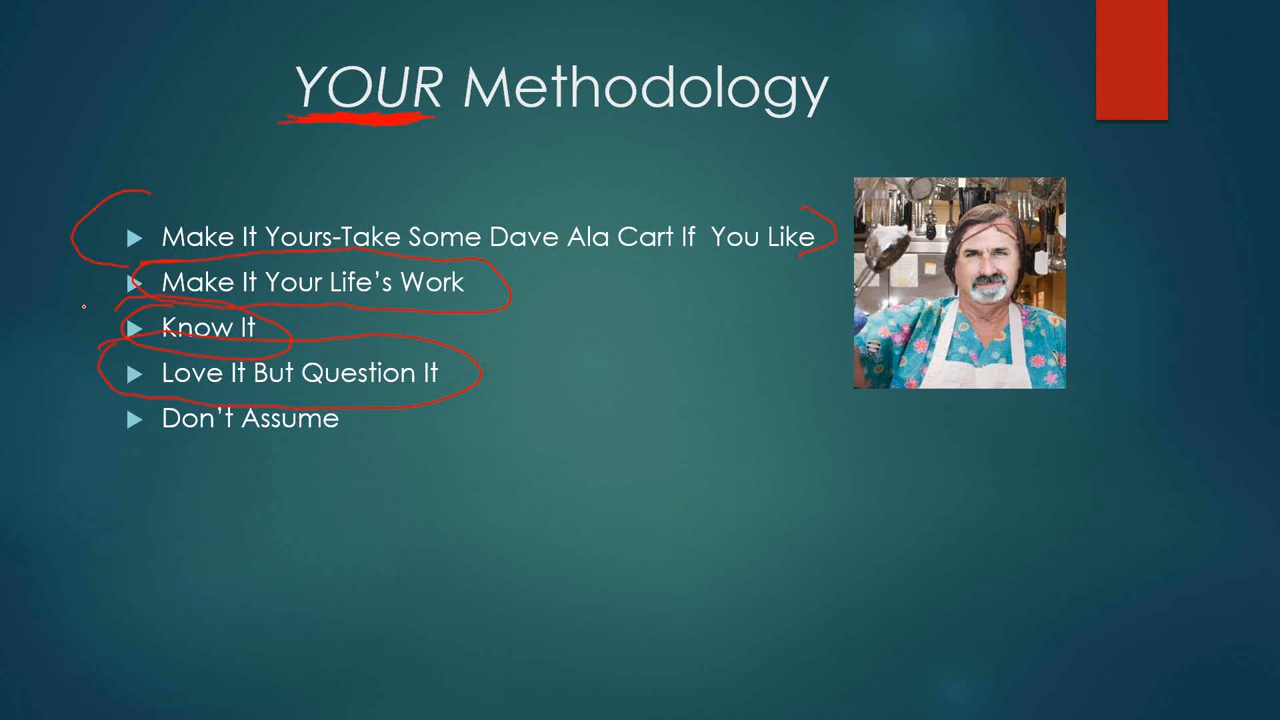 YOUR Methodology
Make It Yours-Take Some Dave Ala Cart If You Like
Make It Your Life's Work
Know It
Love It But Question It
Don't Assume